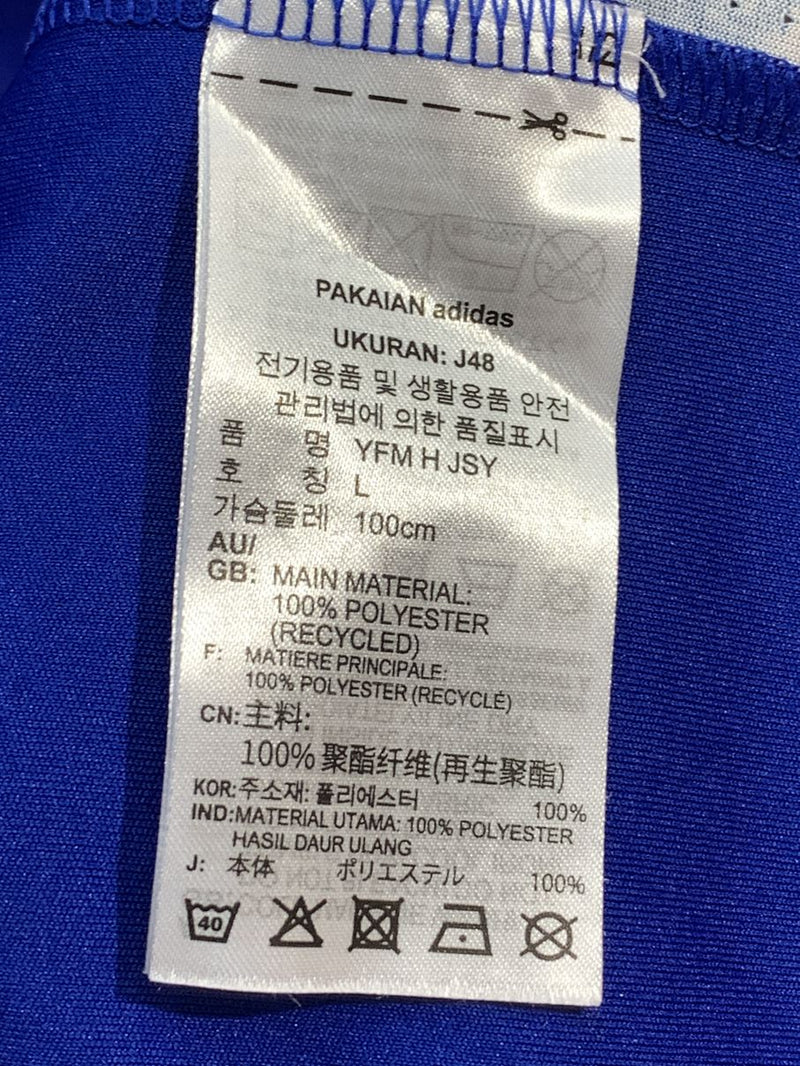 PAKAIAN adidas
UKURAN: J48
전기용품 및 생활용품 안전
관리법에 의한 품질표시
품 명 YFM H JSY
호 칭 L
가슴둘레 100cm
AU/
GB: MAIN MATERIAL:
100% POLYESTER
(RECYCLED)
F: MATIERE PRINCIPALE:
100% POLYESTER (RECYCLÉ)
CN:主料:
100% 聚酯纤维(再生聚酯)
KOR:주소재: 폴리에스터 100%
IND:MATERIAL UTAMA: 100% POLYESTER
HASIL DAUR ULANG
J: 本体 ポリエステル 100%
40